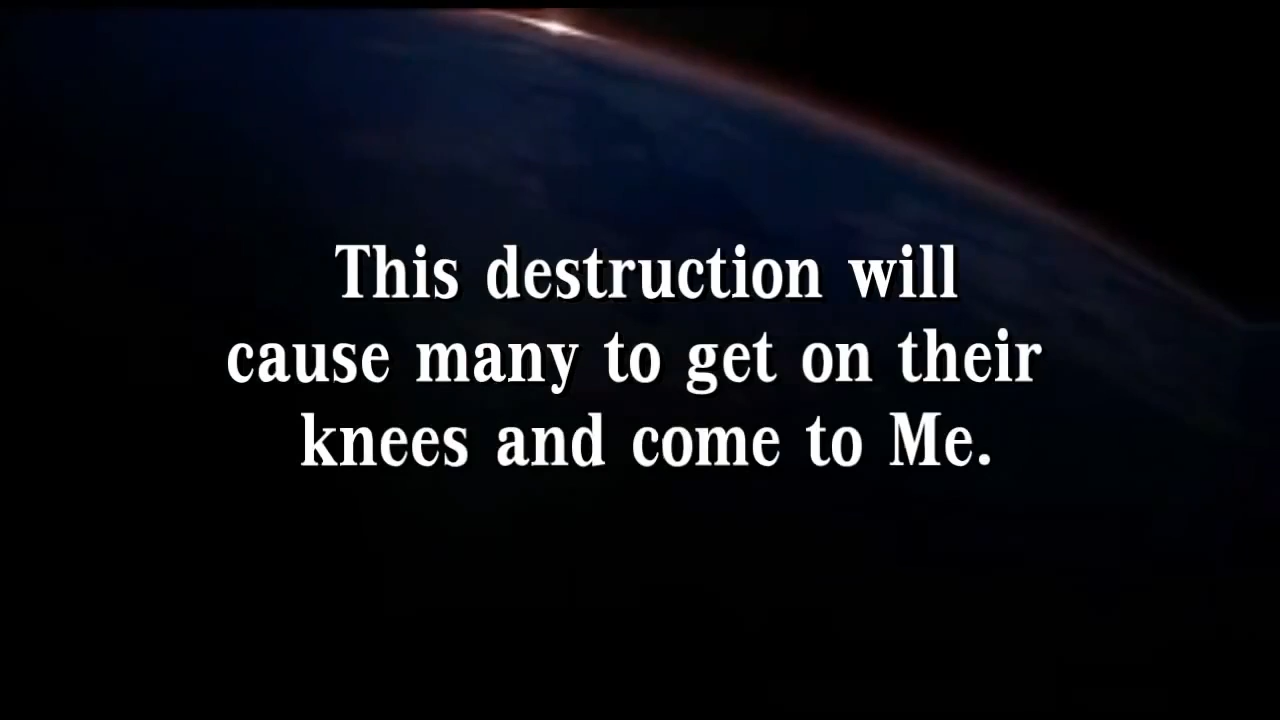 This destruction will
cause many to get on their
knees and come to Me.